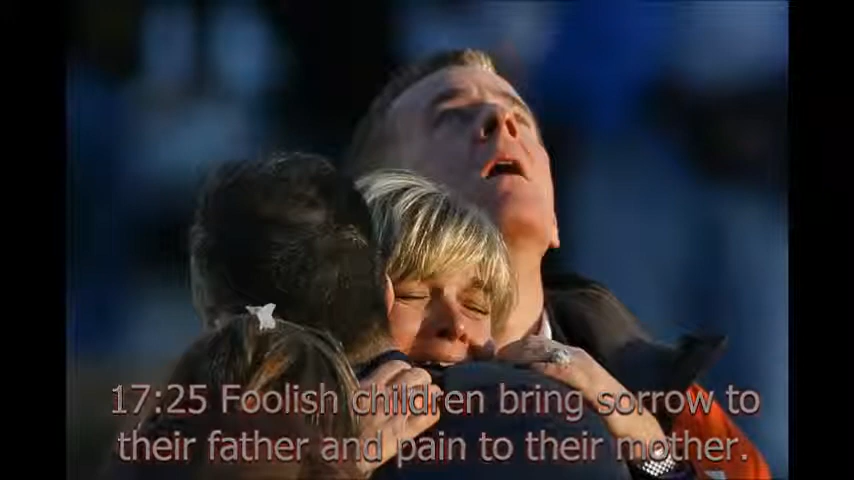 17:25 Foolish children bring sorrow to
their father and pain to their mother.